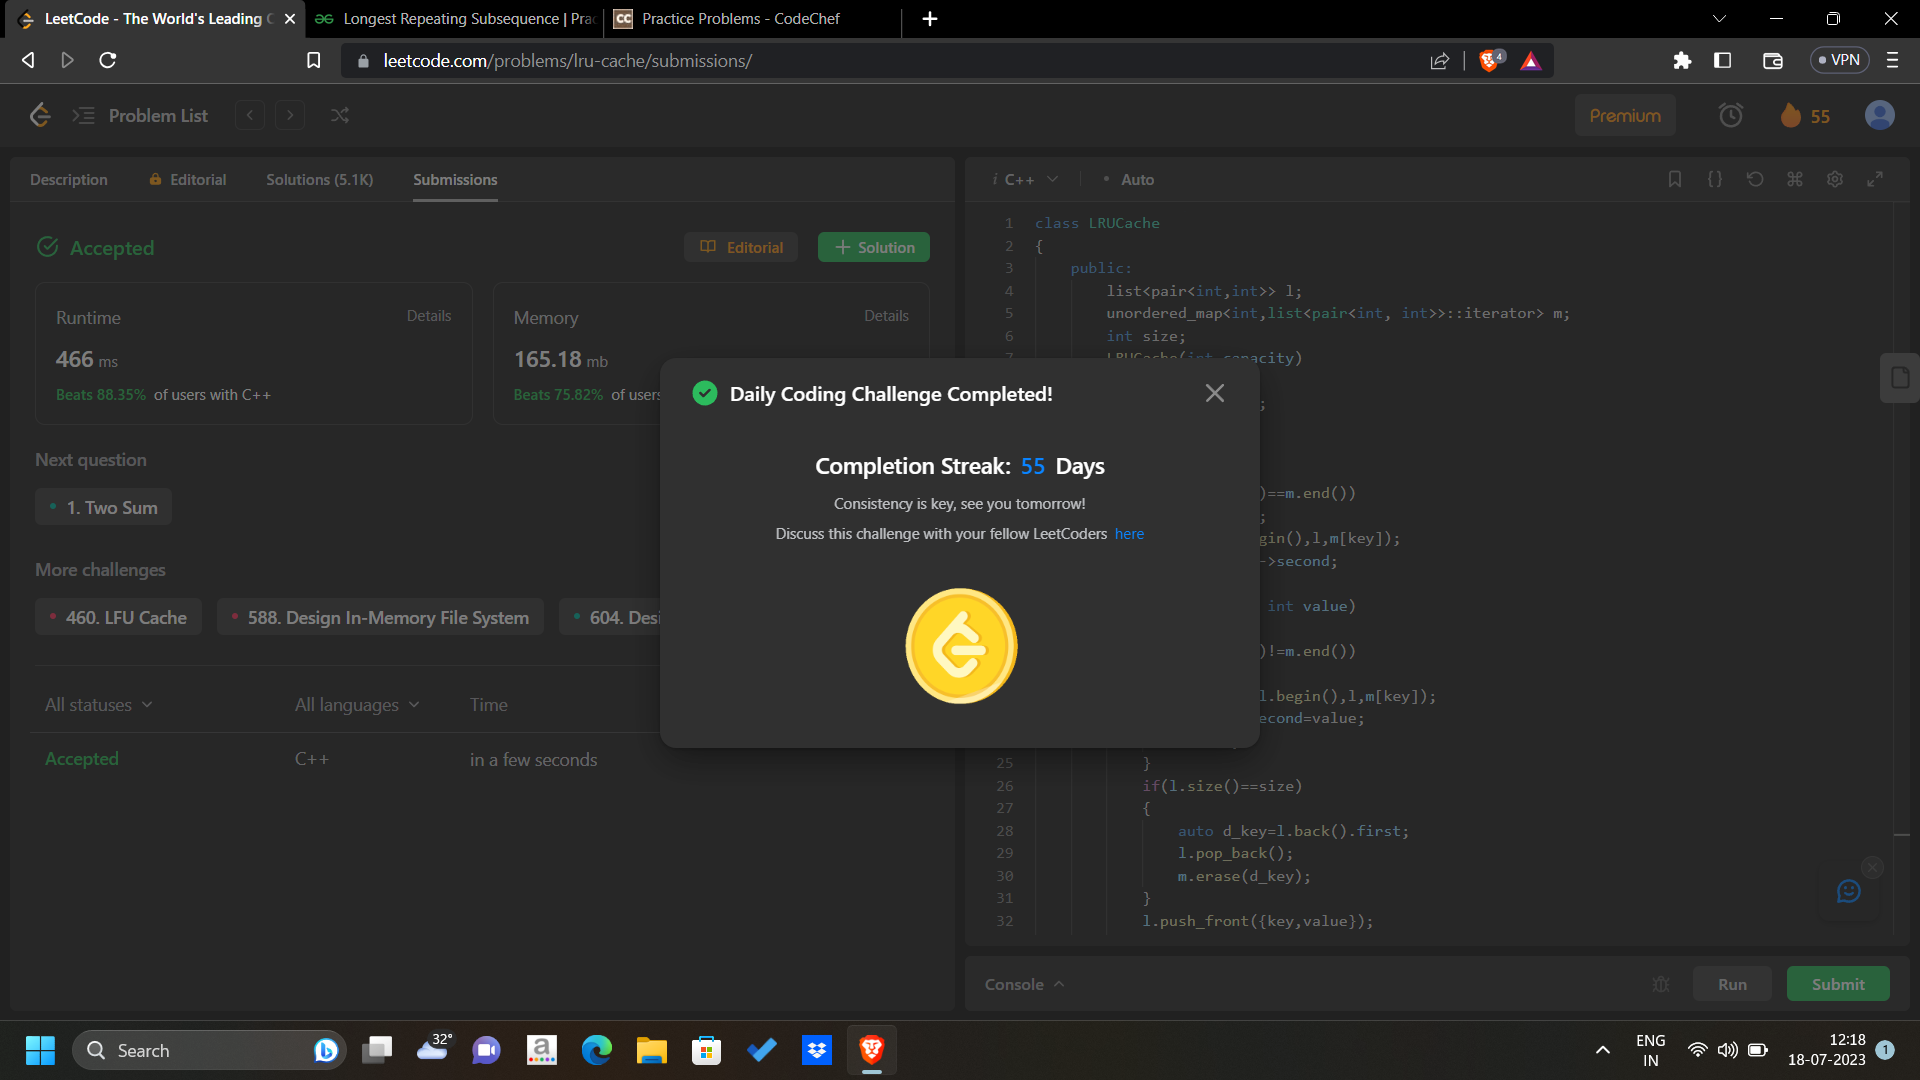 LeetCode - The World's Leading C
Longest Repeating Subsequence | Prac
CC Practice Problems - CodeChef
leetcode.com/problems/lru-cache/submissions/
4
VPN
Problem List
Premium
55
Description
Editorial
Solutions (5.1K)
Submissions
i C++
Auto
Accepted
Editorial
+ Solution
Runtime
Details
466 ms
Beats 88.35% of users with C++
Memory
Details
165.18 mb
Beats 75.82% of users
Next question
1. Two Sum
More challenges
460. LFU Cache
588. Design In-Memory File System
604. Desi
All statuses
All languages
Time
Accepted
C++
in a few seconds
Daily Coding Challenge Completed!
Completion Streak: 55 Days
Consistency is key, see you tomorrow!
Discuss this challenge with your fellow LeetCoders here
1 class LRUCache
2 {
3 public:
4 list<pair<int,int>> l;
5 unordered_map<int,list<pair<int, int>>::iterator> m;
6 int size;
7 LRUCache(int capacity)
;
)==m.end())
;
gin(),l,m[key]);
->second;
int value)
)!=m.end())
l.begin(),l,m[key]);
econd=value;
25 }
26 if(l.size()==size)
27 {
28 auto d_key=l.back().first;
29 l.pop_back();
30 m.erase(d_key);
31 }
32 l.push_front({key,value});
Console
Run
Submit
Search
32°
a
ENG
IN
12:18
18-07-2023
1